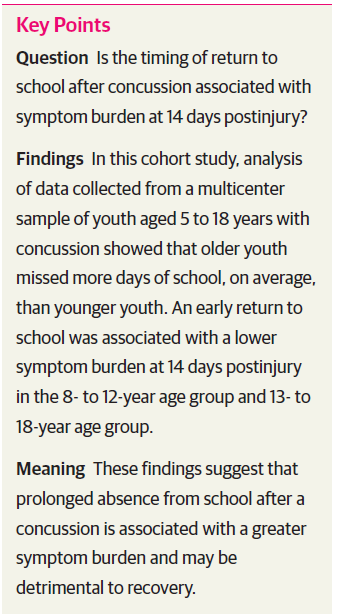 Key Points
Question Is the timing of return to
school after concussion associated with
symptom burden at 14 days postinjury?
Findings In this cohort study, analysis
of data collected from a multicenter
sample of youth aged 5 to 18 years with
concussion showed that older youth
missed more days of school, on average,
than younger youth. An early return to
school was associated with a lower
symptom burden at 14 days postinjury
in the 8- to 12-year age group and 13- to
18-year age group.
Meaning These findings suggest that
prolonged absence from school after a
concussion is associated with a greater
symptom burden and may be
detrimental to recovery.